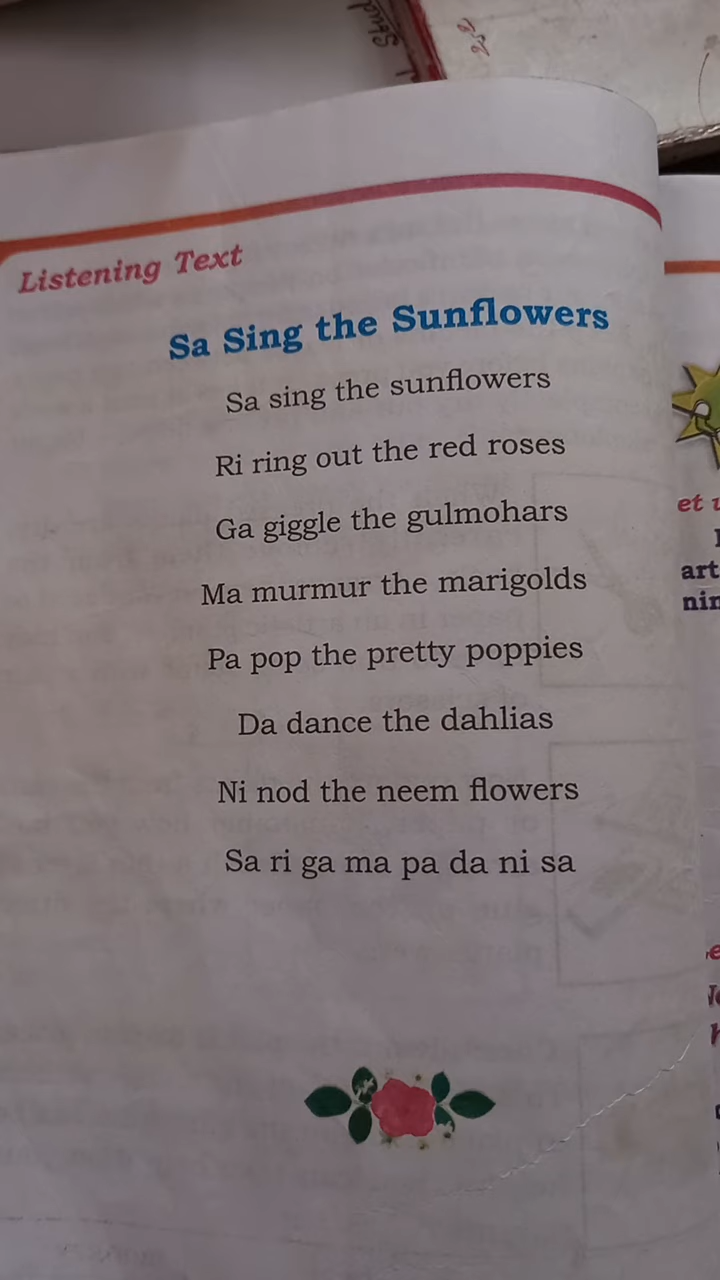 Listening Text
Sa Sing the Sunflowers
Sa sing the sunflowers
Ri ring out the red roses
Ga giggle the gulmohars
Ma murmur the marigolds
Pa pop the pretty poppies
Da dance the dahlias
Ni nod the neem flowers
Sa ri ga ma pa da ni sa
et
art